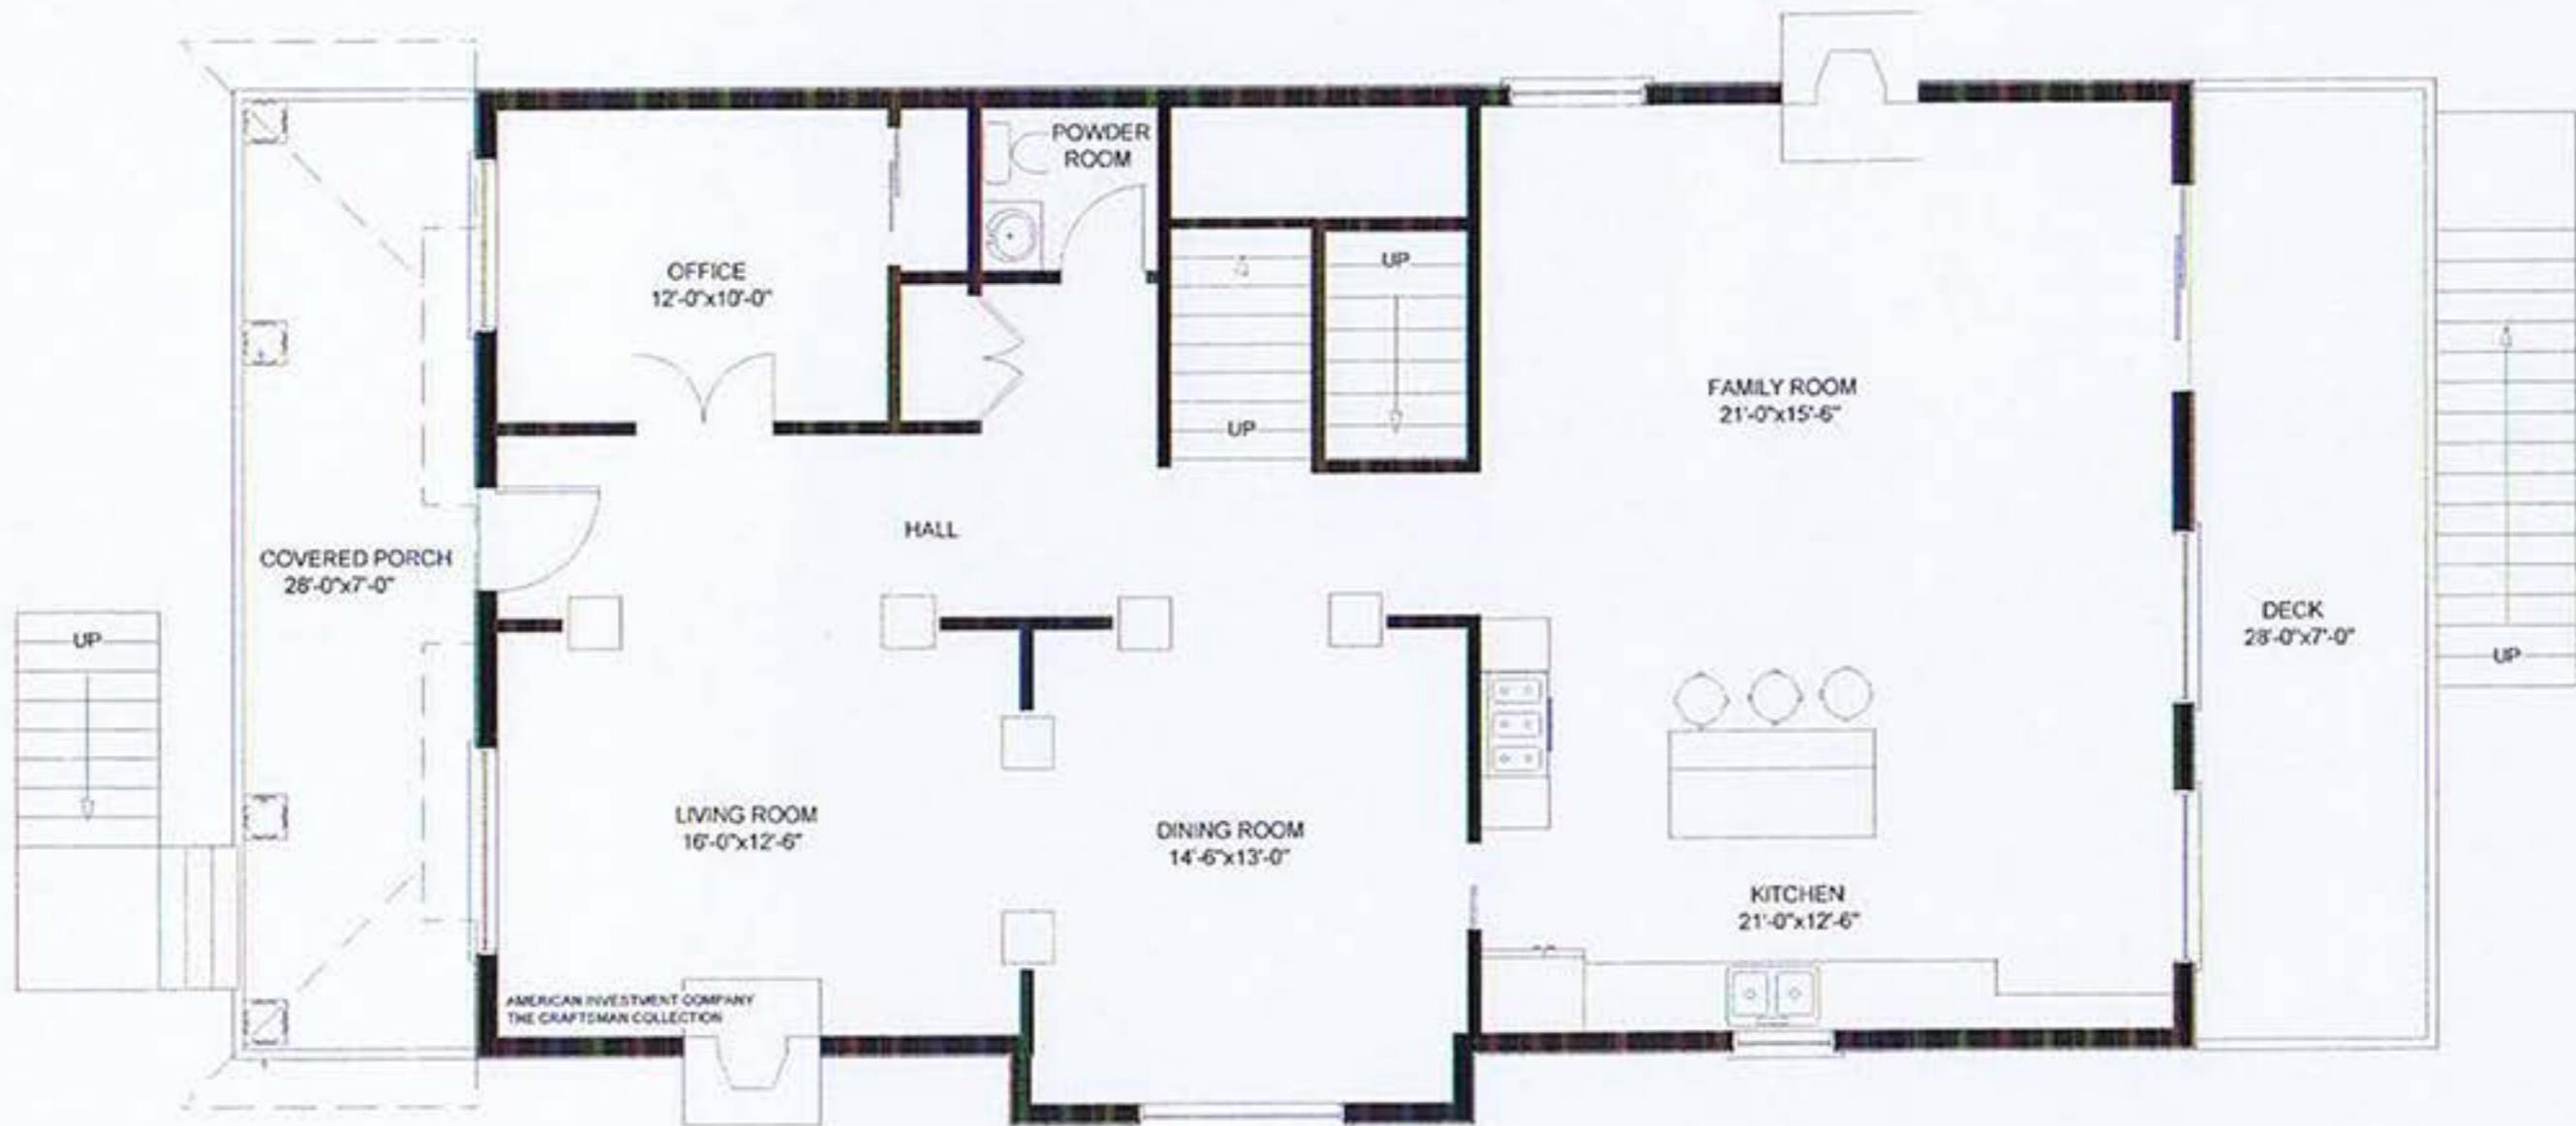 POWDER
ROOM
OFFICE
12'-0"x10'-0"
UP
UP
FAMILY ROOM
21'-0"x15'-6"
HALL
COVERED PORCH
28'-0"x7'-0"
UP
DECK
28'-0"x7'-0"
UP
LIVING ROOM
16'-0"x12'-6"
DINING ROOM
14'-6"x13'-0"
KITCHEN
21'-0"x12'-6"
AMERICAN INVESTMENT COMPANY
THE CRAFTSMAN COLLECTION